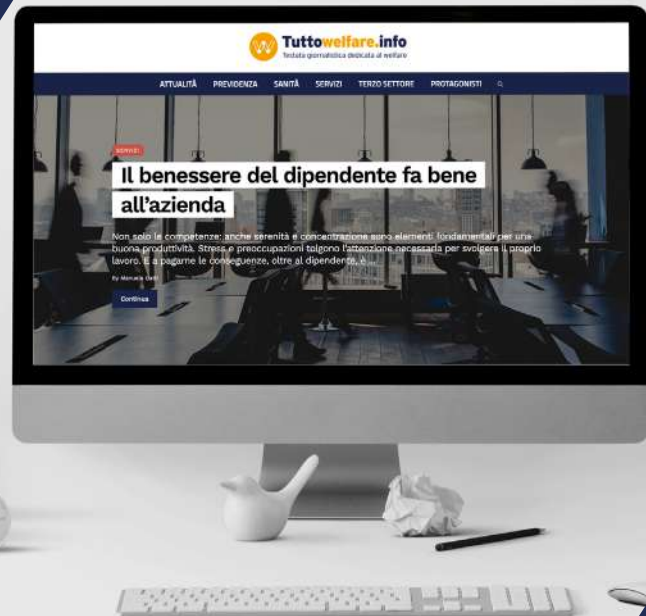 Tuttowelfare.info
Testata giornalistica dedicata al welfare
ATTUALITÀ PREVIDENZA SANITÀ SERVIZI TERZO SETTORE PROTAGONISTI
SERVIZI
Il benessere del dipendente fa bene
all'azienda
Non solo le competenze: anche serenità e concentrazione sono elementi fondamentali per una
buona produttività. Stress e preoccupazioni tolgono l'attenzione necessaria per svolgere il proprio
lavoro. E a pagarne le conseguenze, oltre al dipendente, è ...
By Manuela
Continua